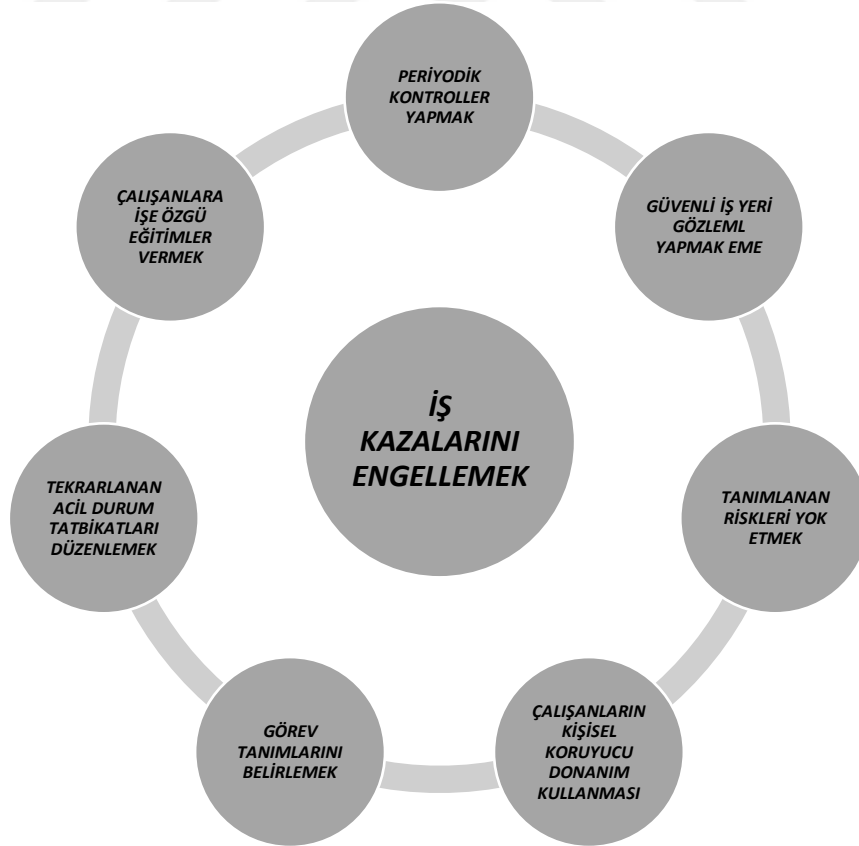 PERİYODİK
KONTROLLER
YAPMAK
GÜVENLİ İŞ YERİ
GÖZLEML
YAPMAK EME
TANIMLANAN
RİSKLERİ YOK
ETMEK
ÇALIŞANLARIN
KİŞİSEL
KORUYUCU
DONANIM
KULLANMASI
GÖREV
TANIMLARINI
BELİRLEMEK
TEKRARLANAN
ACİL DURUM
TATBİKATLARI
DÜZENLEMEK
ÇALIŞANLARA
İŞE ÖZGÜ
EĞİTİMLER
VERMEK
İŞ
KAZALARINI
ENGELLEMEK